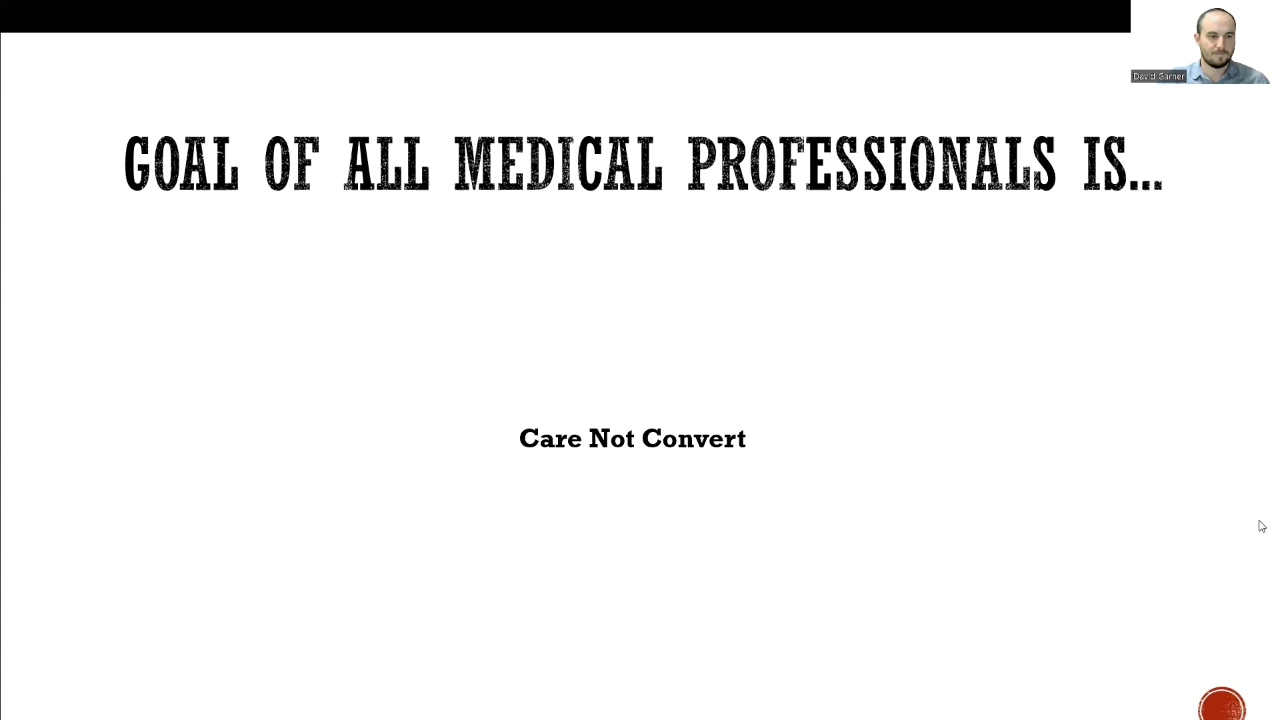 David Garner
GOAL OF ALL MEDICAL PROFESSIONALS IS...
Care Not Convert